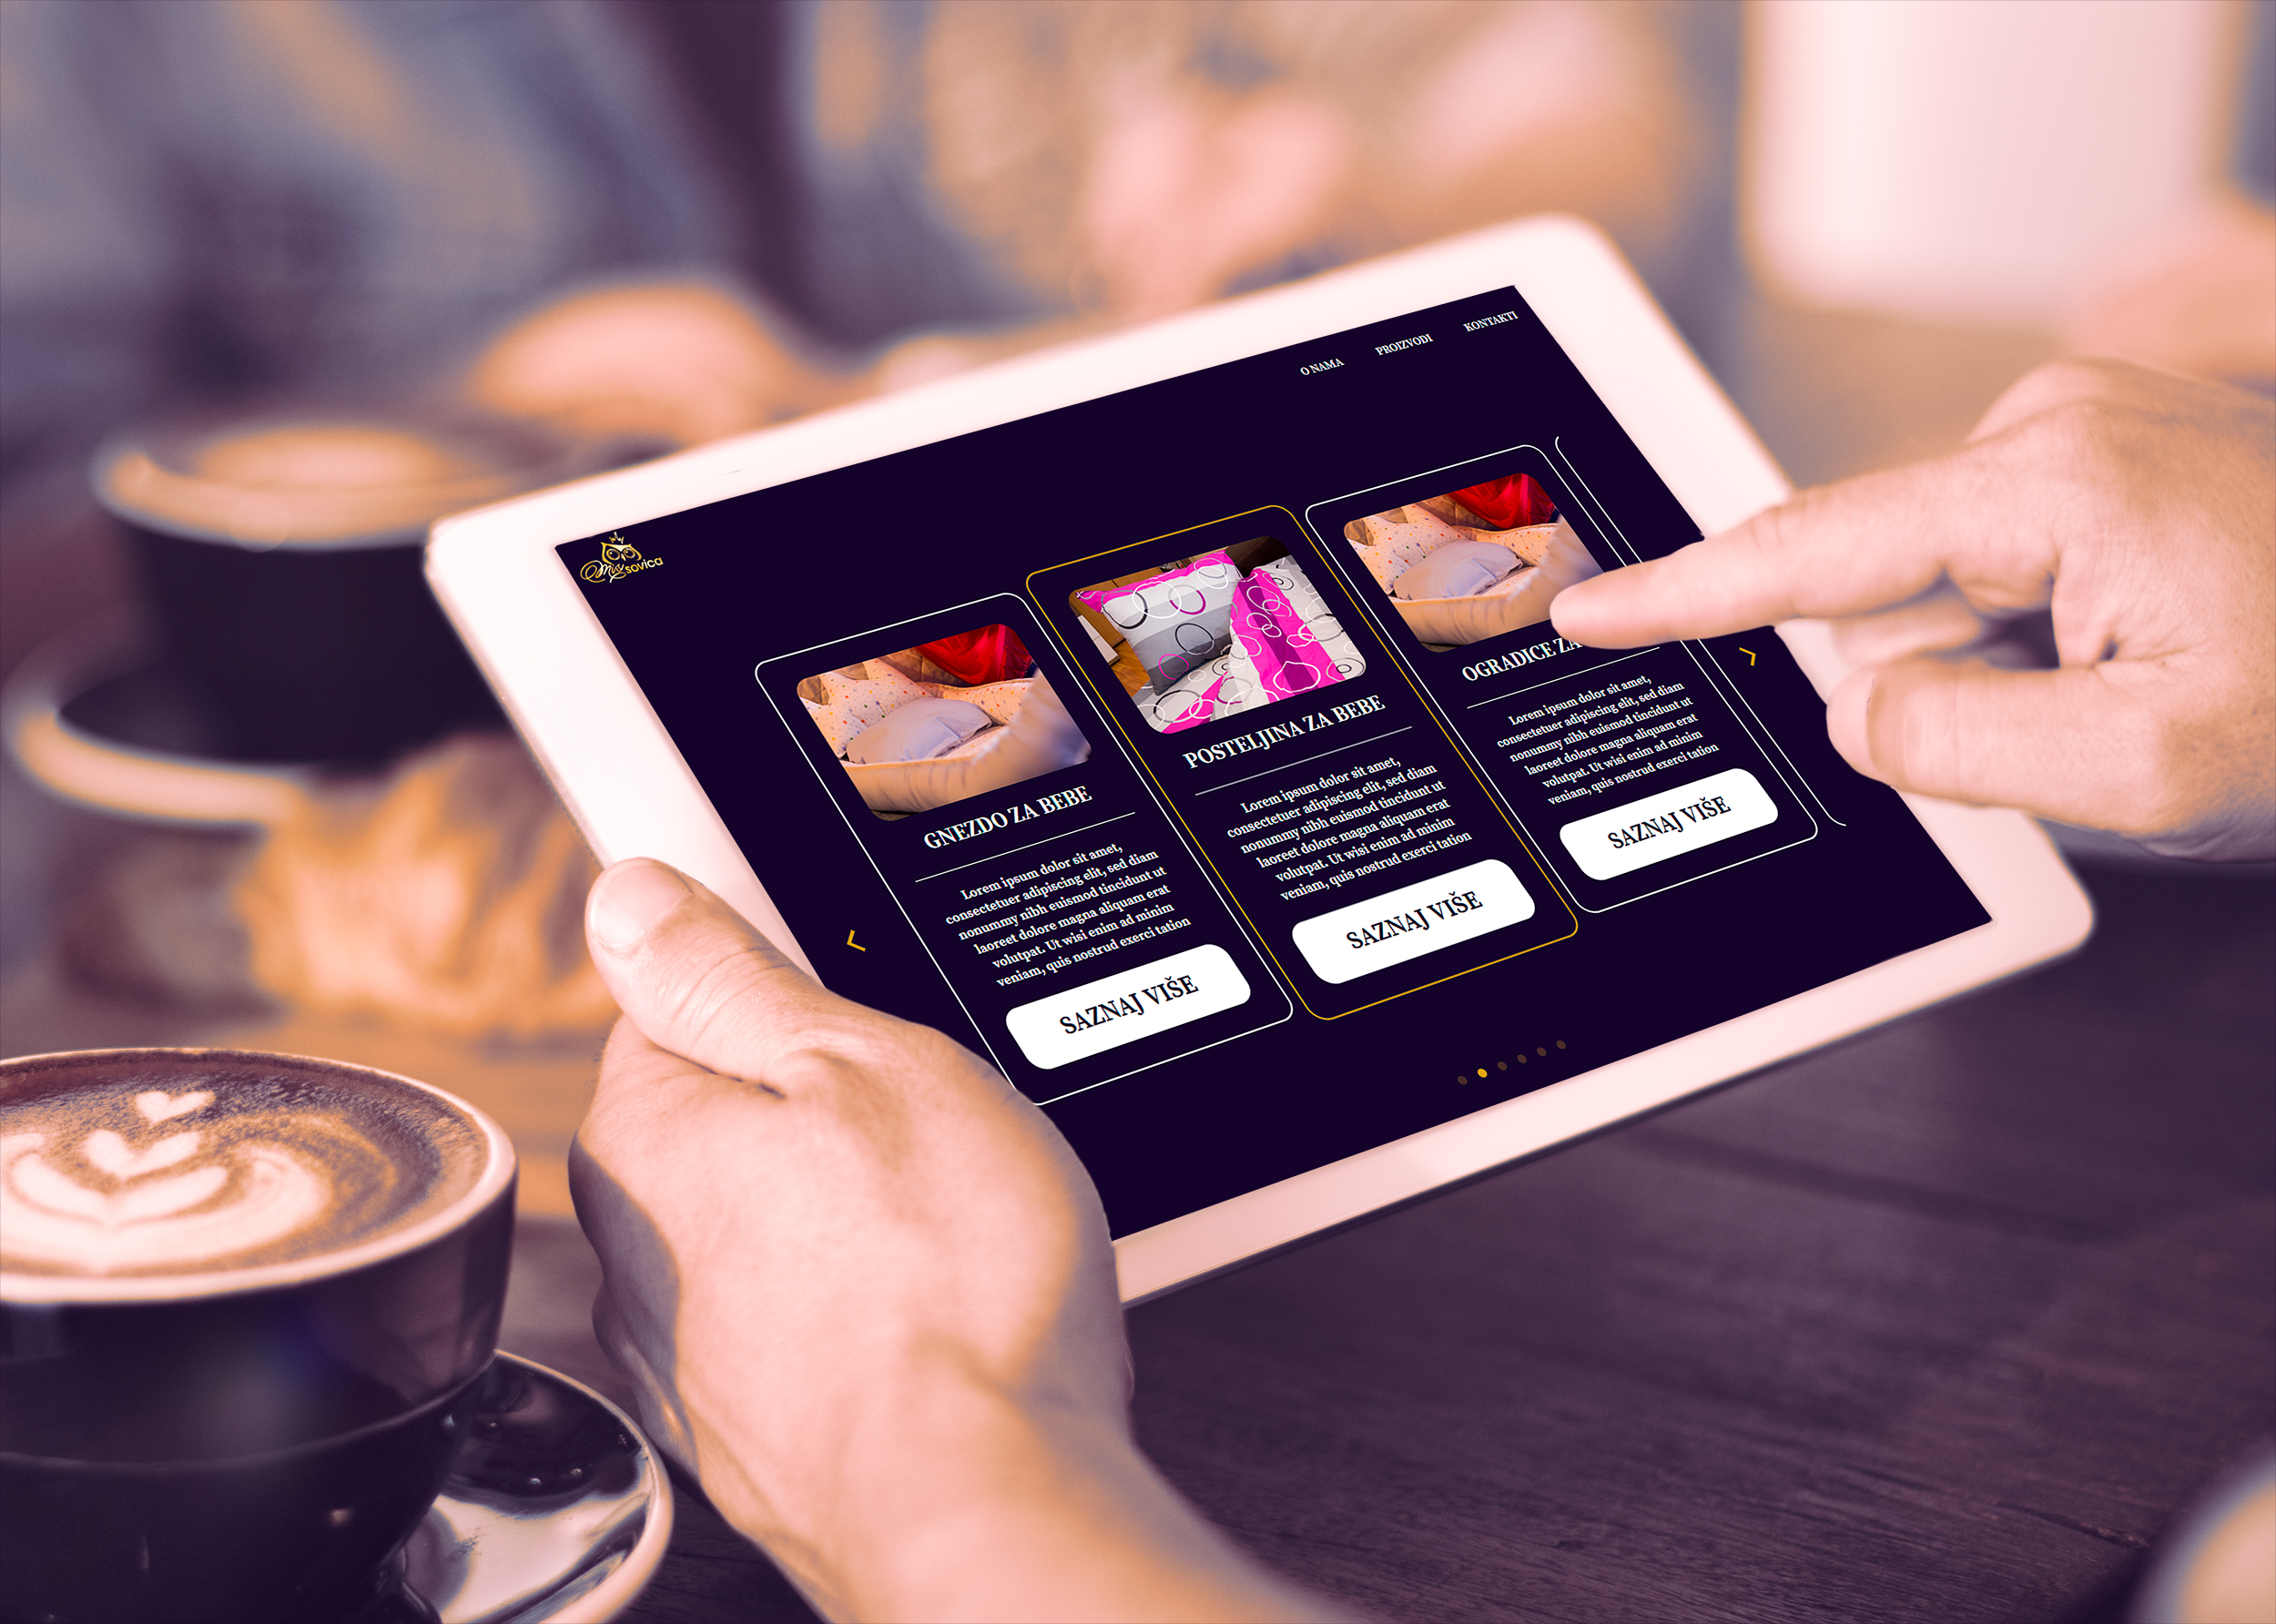 O NAMA
PROIZVODI
KONTAKTI
Mis sovica
GNEZDO ZA BEBE
Lorem ipsum dolor sit amet,
consectetuer adipiscing elit, sed diam
nonummy nibh euismod tincidunt ut
laoreet dolore magna aliquam erat
volutpat. Ut wisi enim ad minim
veniam, quis nostrud exerci tation
SAZNAJ VIŠE
POSTELJINA ZA BEBE
Lorem ipsum dolor sit amet,
consectetuer adipiscing elit, sed diam
nonummy nibh euismod tincidunt ut
laoreet dolore magna aliquam erat
volutpat. Ut wisi enim ad minim
veniam, quis nostrud exerci tation
SAZNAJ VIŠE
OGRADICE ZA
Lorem ipsum dolor sit amet,
consectetuer adipiscing elit, sed diam
nonummy nibh euismod tincidunt ut
laoreet dolore magna aliquam erat
volutpat. Ut wisi enim ad minim
veniam, quis nostrud exerci tation
SAZNAJ VIŠE